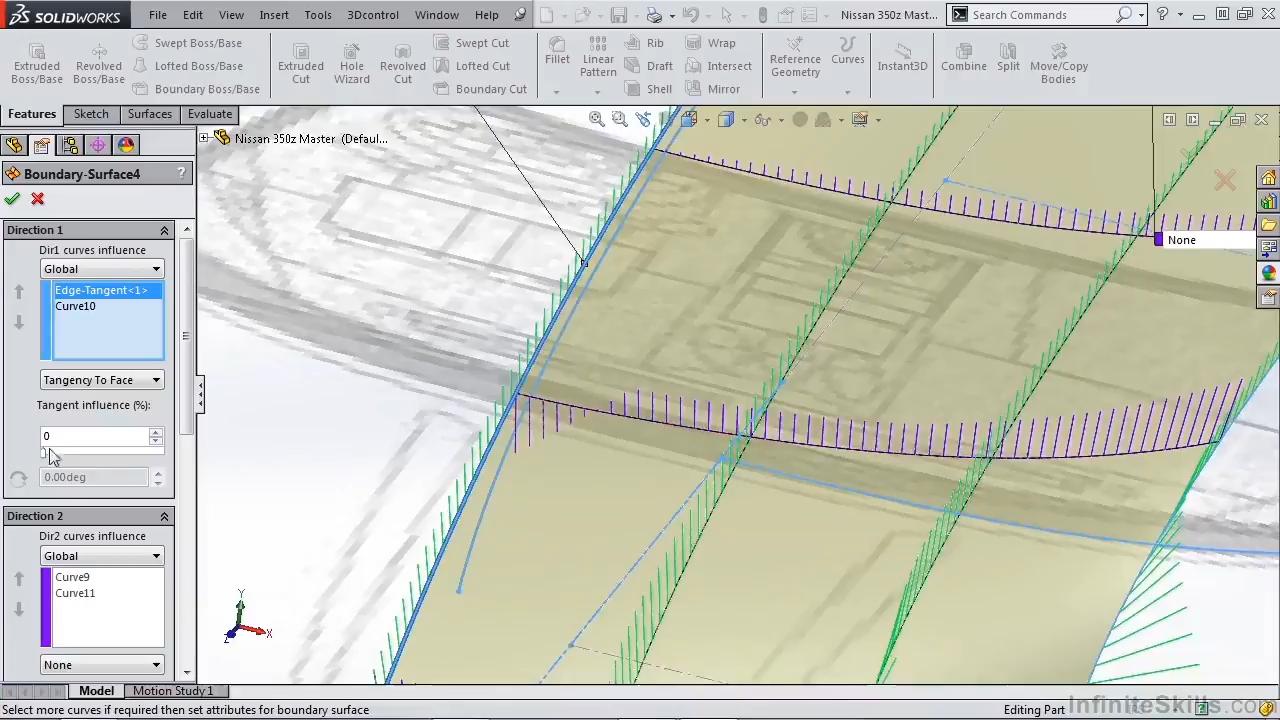 SOLIDWORKS File Edit View Insert Tools 3Dcontrol Window Help Nissan 350z Mast... Search Commands
Extruded Boss/Base Revolved Boss/Base Swept Boss/Base Lofted Boss/Base Boundary Boss/Base Extruded Cut Hole Wizard Revolved Cut Swept Cut Lofted Cut Boundary Cut Fillet Linear Pattern Rib Draft Shell Wrap Intersect Mirror Reference Geometry Curves Instant3D Combine Split Move/Copy Bodies
Features Sketch Surfaces Evaluate
Nissan 350z Master (Defaul...
Boundary-Surface4 ?
Direction 1
Dir1 curves influence
Global
Edge-Tangent<1>
Curve10
Tangency To Face
Tangent influence (%):
0
0.00deg
Direction 2
Dir2 curves influence
Global
Curve9
Curve11
None
None
Y
X
Z
Model Motion Study 1
Select more curves if required then set attributes for boundary surface Editing Part
InfiniteSkills.com